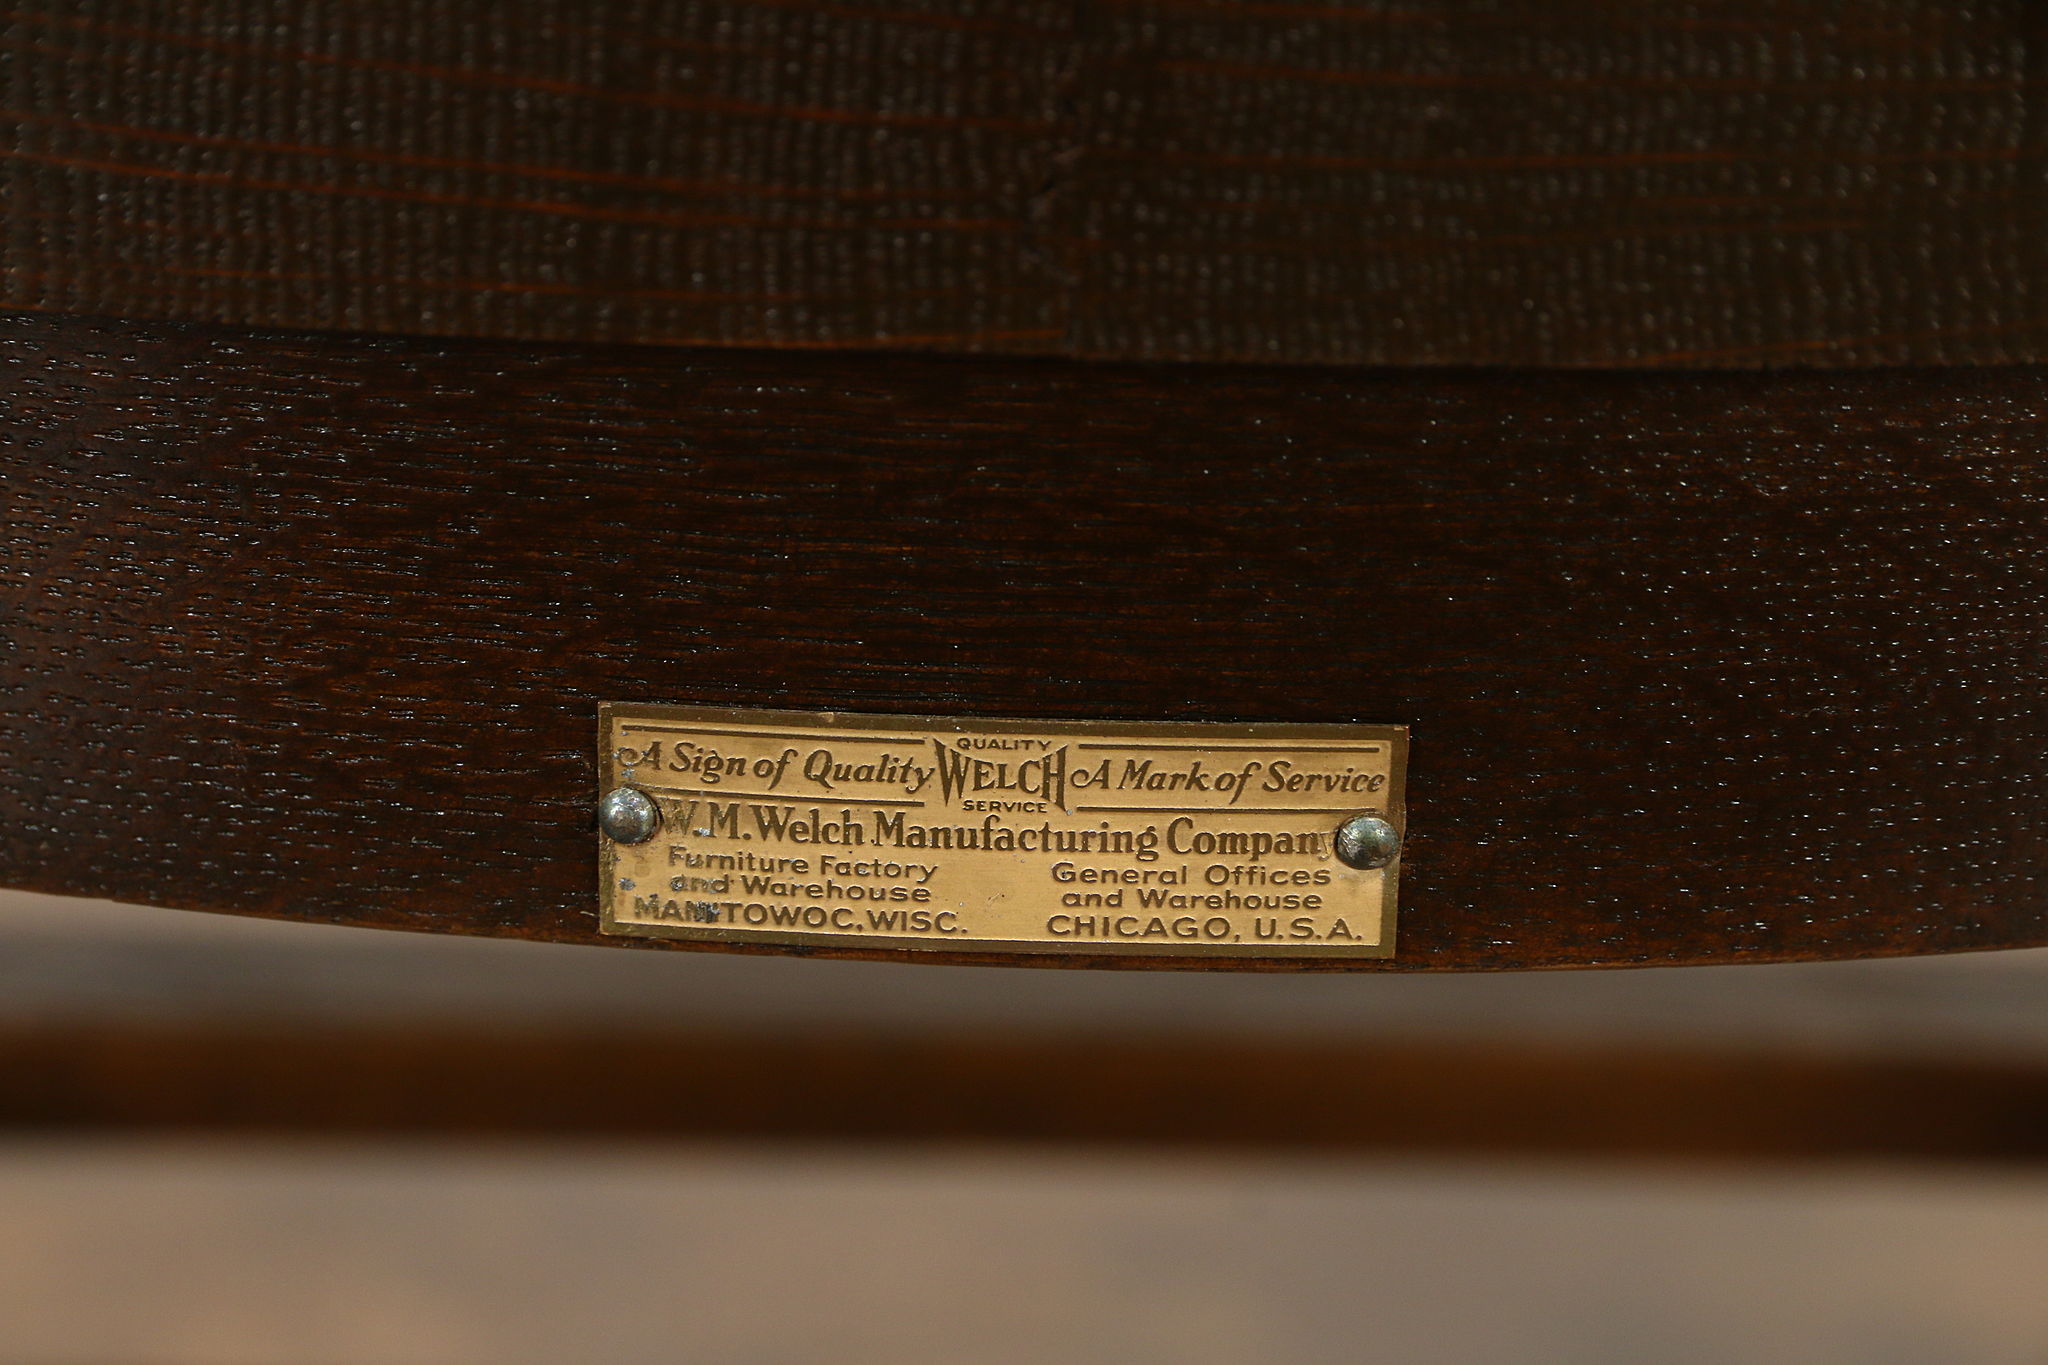 QUALITY
A Sign of Quality WELCH A Mark of Service
SERVICE
W.M. Welch Manufacturing Company
Furniture Factory General Offices
and Warehouse and Warehouse
MANITOWOC, WISC. CHICAGO, U.S.A.